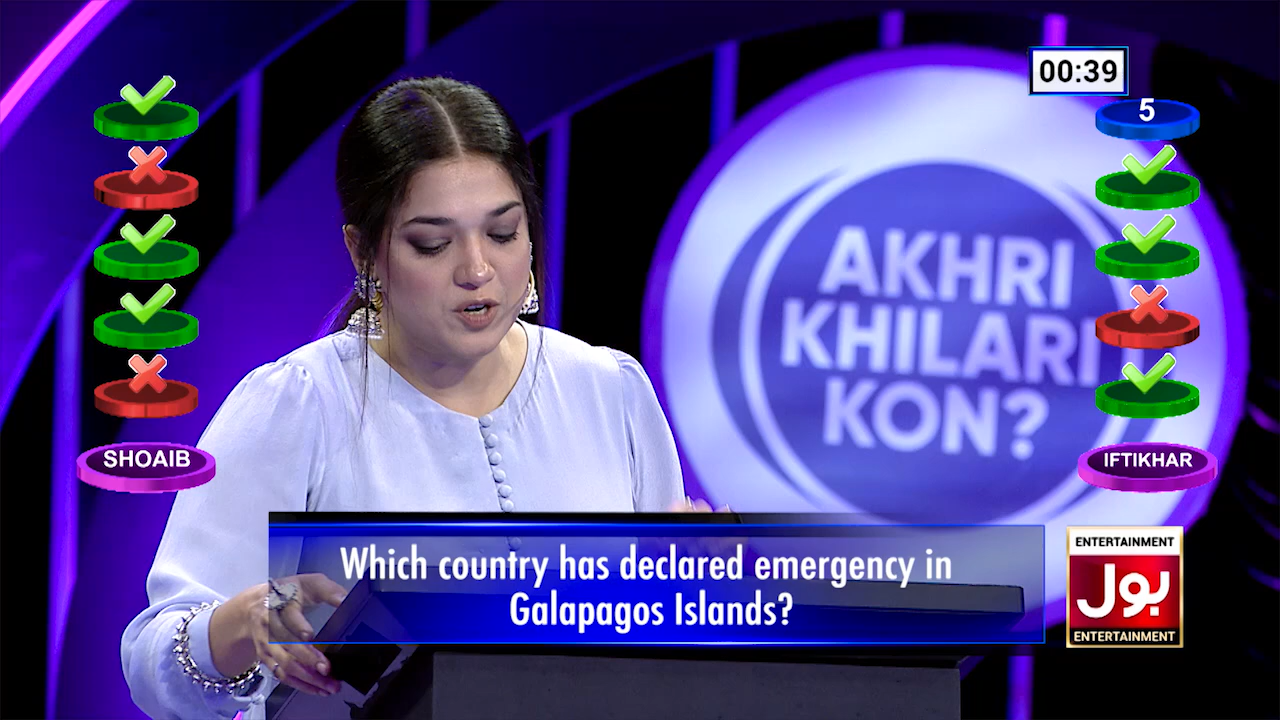 00:39
5
AKHRI
KHILARI
KON?
SHOAIB
IFTIKHAR
Which country has declared emergency in
Galapagos Islands?
ENTERTAINMENT
بول
ENTERTAINMENT